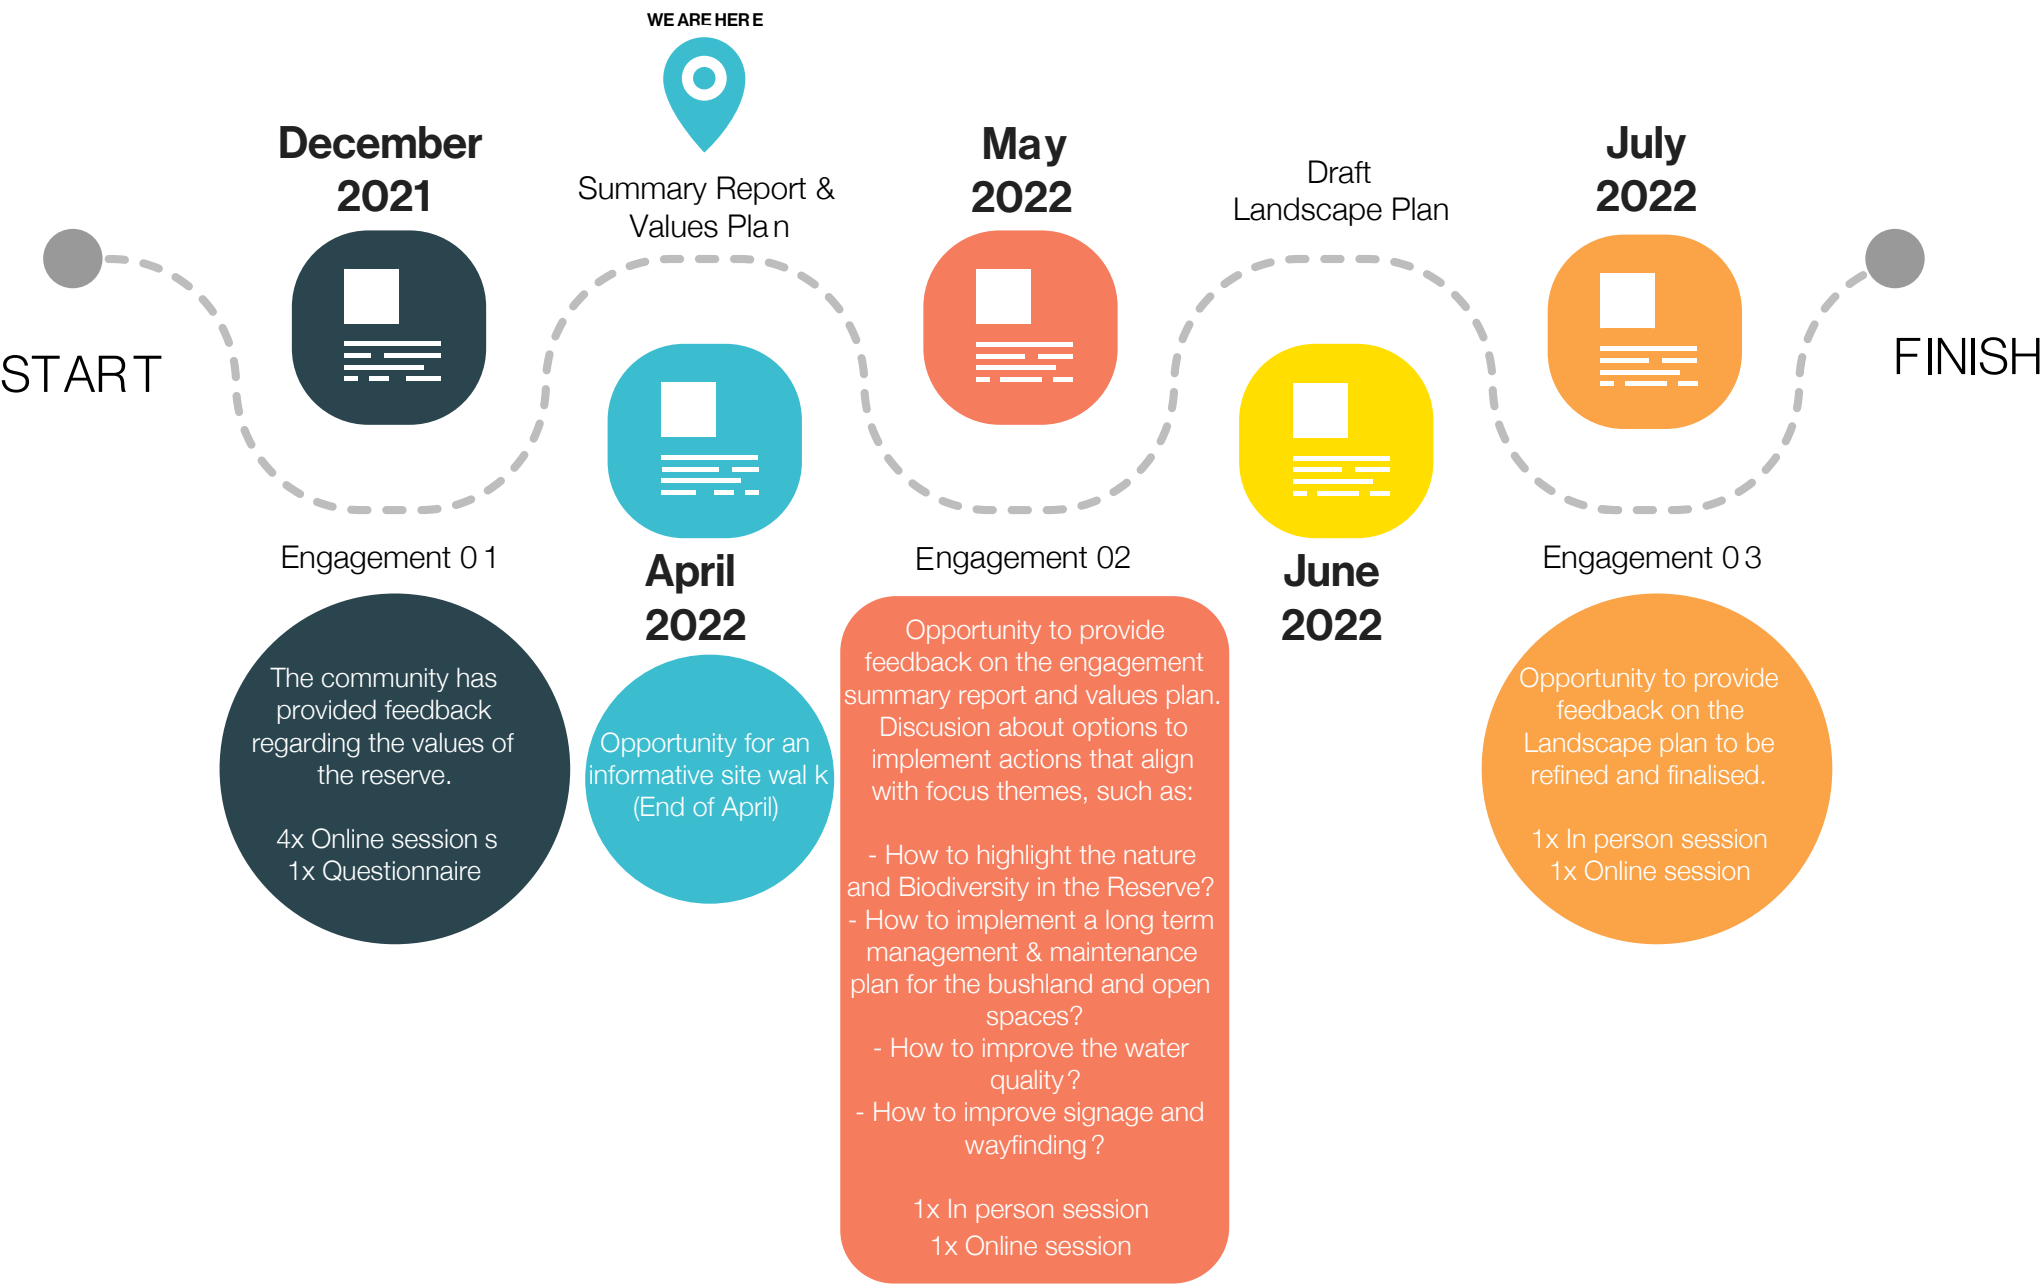 WE ARE HERE
December
2021
Summary Report &
Values Plan
May
2022
Draft
Landscape Plan
July
2022
START
FINISH
Engagement 01
April
2022
Engagement 02
June
2022
Engagement 03
The community has
provided feedback
regarding the values of
the reserve.
4x Online sessions
1x Questionnaire
Opportunity for an
informative site walk
(End of April)
Opportunity to provide
feedback on the engagement
summary report and values plan.
Discusion about options to
implement actions that align
with focus themes, such as:
- How to highlight the nature
and Biodiversity in the Reserve?
- How to implement a long term
management & maintenance
plan for the bushland and open
spaces?
- How to improve the water
quality?
- How to improve signage and
wayfinding?
1x In person session
1x Online session
Opportunity to provide
feedback on the
Landscape plan to be
refined and finalised.
1x In person session
1x Online session